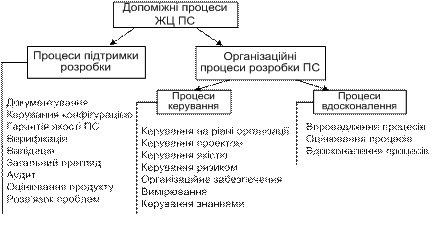 Допоміжні процеси
ЖЦ ПС
Процеси підтримки
розробки
Організаційні
процеси розробки ПС
Процеси
керування
Процеси
вдосконалення
Документування
Керування конфігурацією
Гарантія якості ПС
Верифікація
Валідація
Загальний перегляд
Аудит
Оцінювання продукту
Розв'язок проблем
Керування на рівні організації
Керування проектом
Керування якістю
Керування ризиком
Організаційне забезпечення
Вимірювання
Керування знаннями
Впровадження процесів
Оцінювання процесів
Вдосконалення процесів